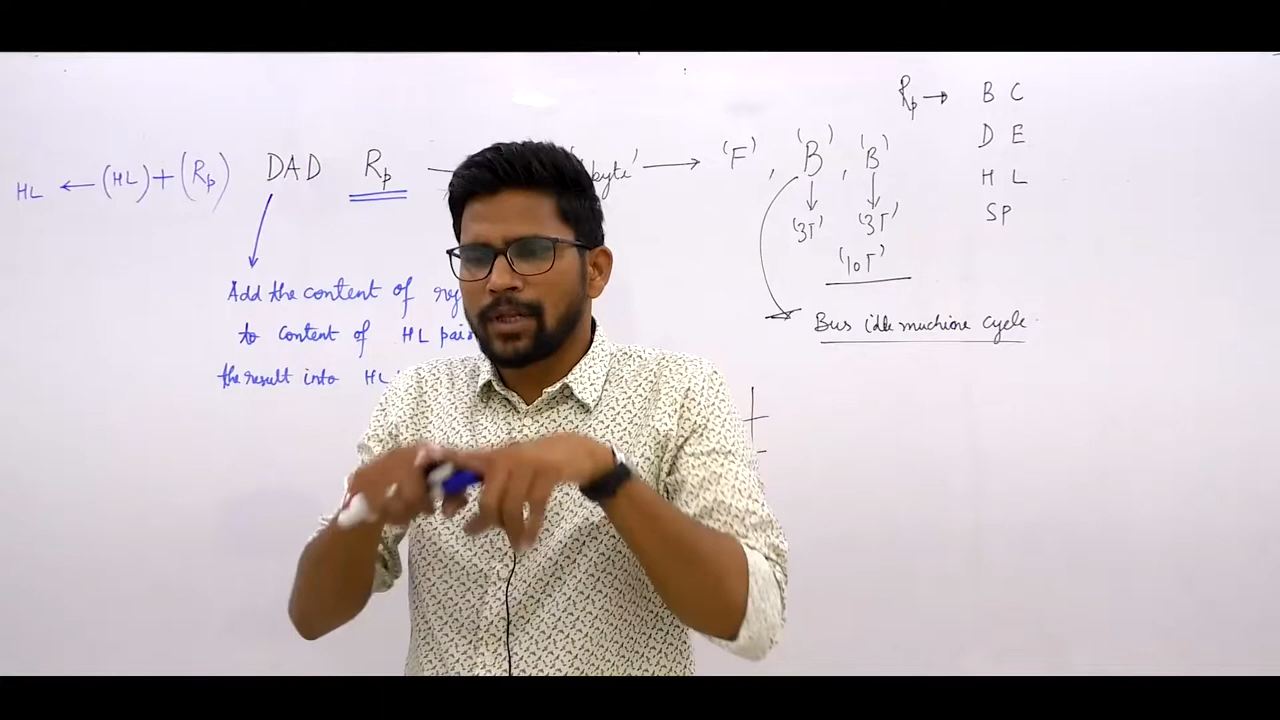 HL ← (HL)+(Rp) DAD Rp — byte' → 'F', 'B', 'B'
'3T' '3T'
'10T'
Add the content of
to content of HL pair
the result into HL
Bus idle machine cycle.
Rp → B C
D E
H L
SP